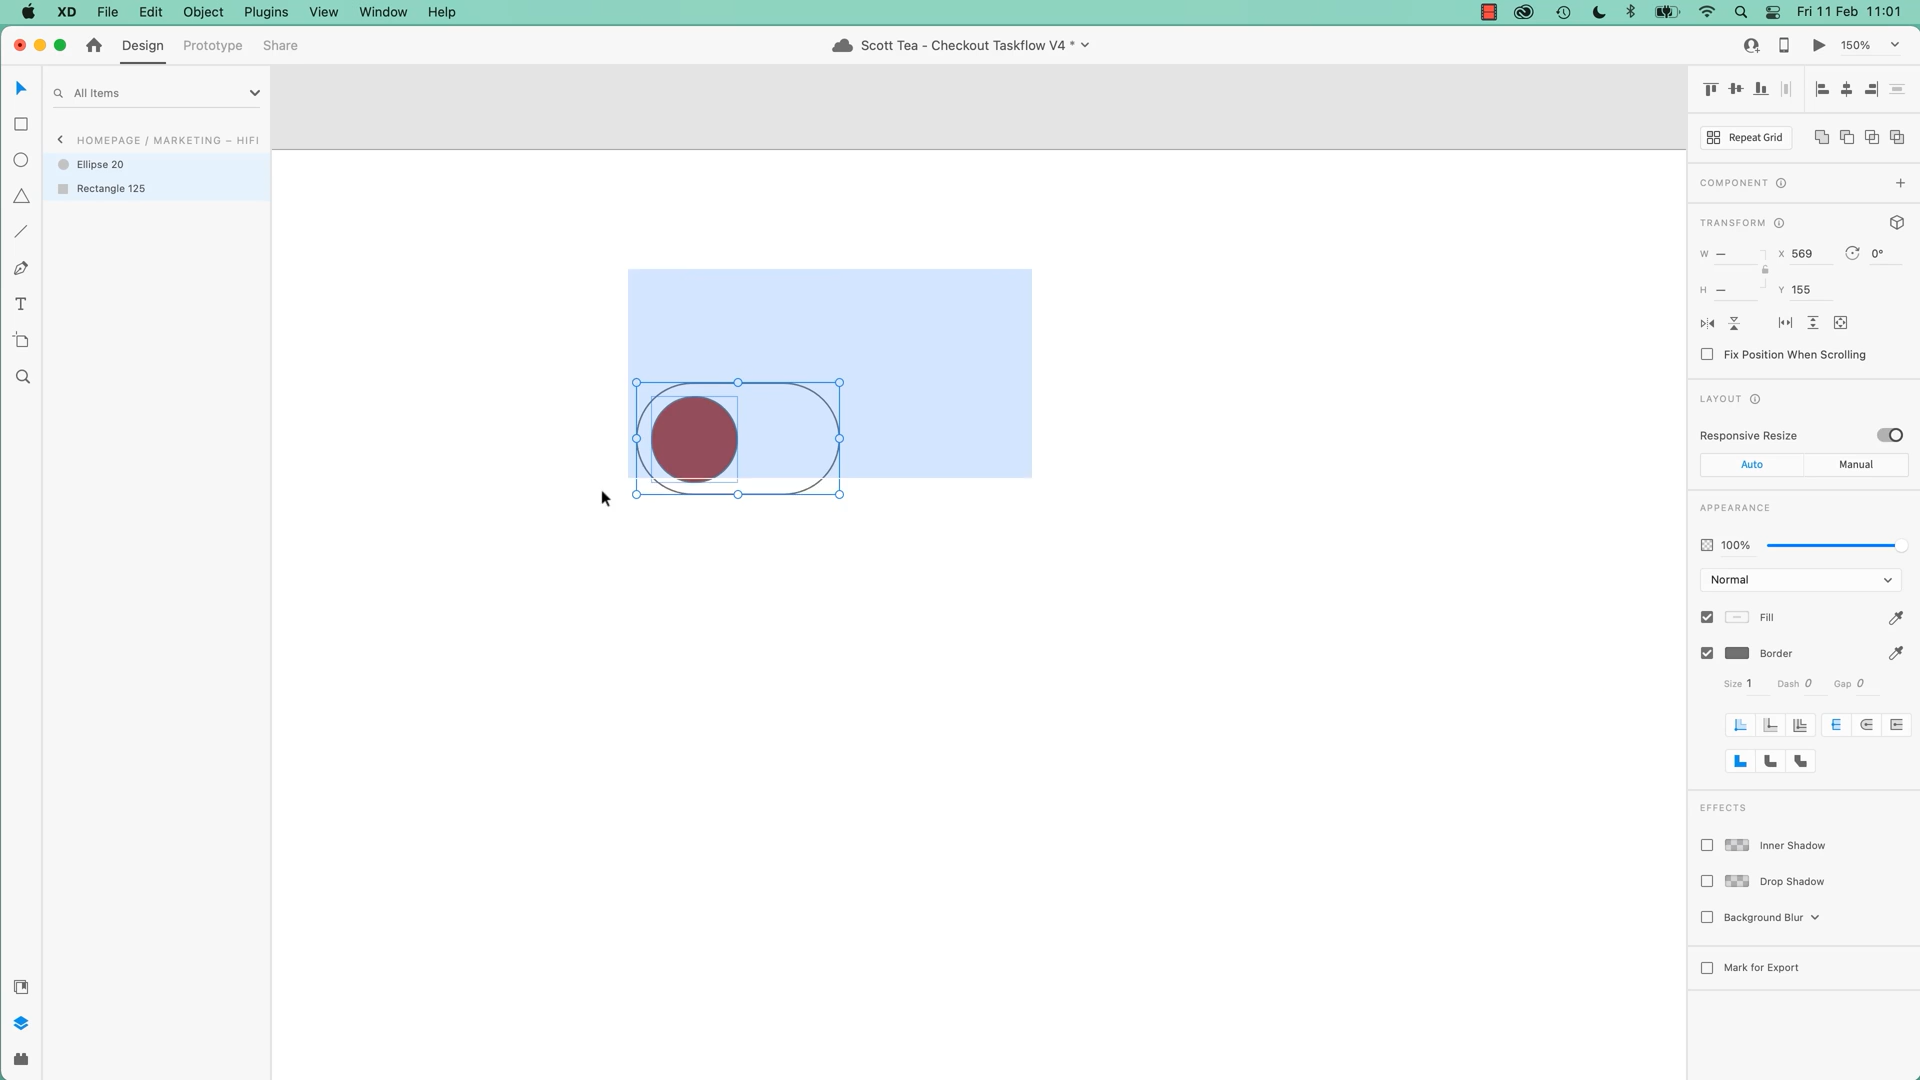 XD File Edit Object Plugins View Window Help Fri 11 Feb 11:01
Design Prototype Share Scott Tea - Checkout Taskflow V4 * 150%
All Items
HOMEPAGE / MARKETING – HIFI
Ellipse 20
Rectangle 125
Repeat Grid
COMPONENT
TRANSFORM
W – X 569 0°
H – Y 155
Fix Position When Scrolling
LAYOUT
Responsive Resize
Auto Manual
APPEARANCE
100%
Normal
Fill
Border
Size 1 Dash 0 Gap 0
EFFECTS
Inner Shadow
Drop Shadow
Background Blur
Mark for Export